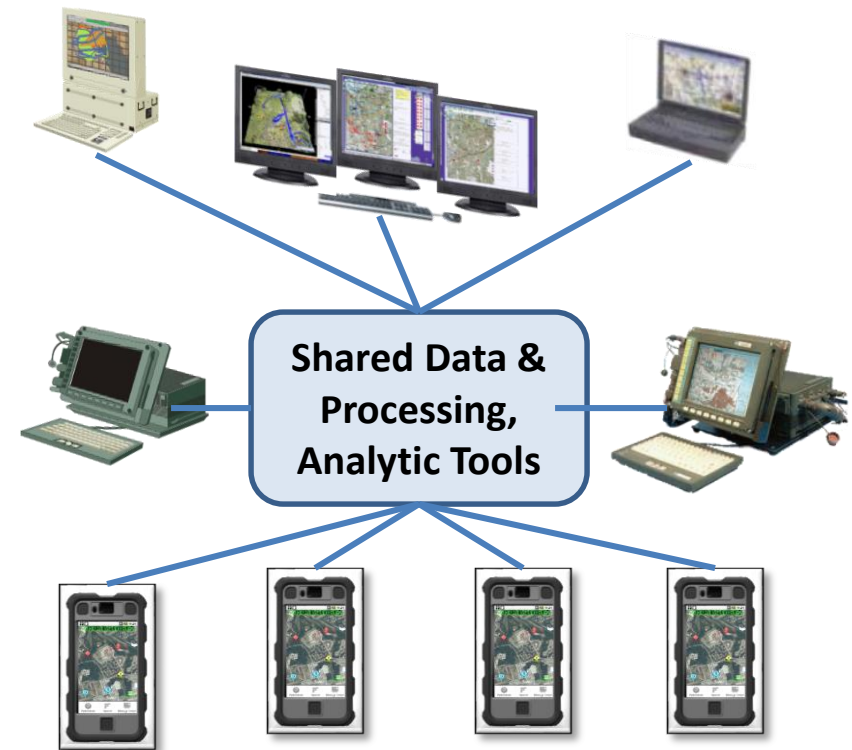 Shared Data &
Processing,
Analytic Tools